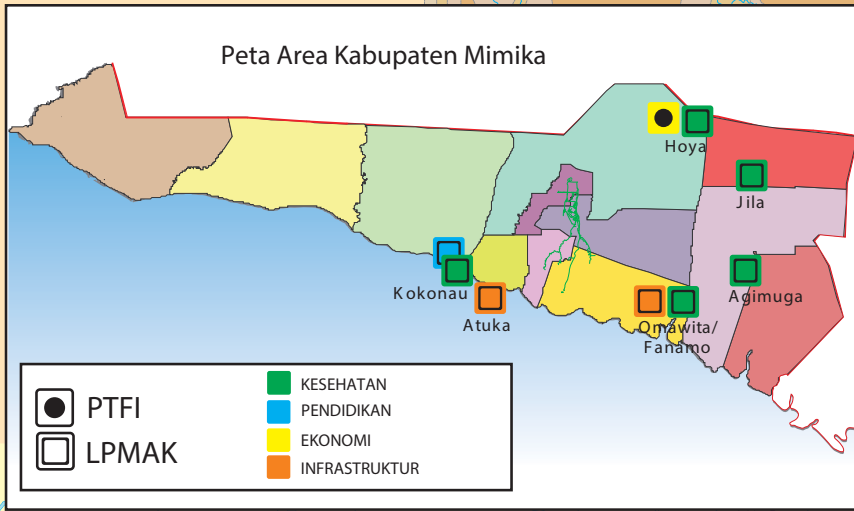 Peta Area Kabupaten Mimika
Hoya
Jila
Kokonau
Agimuga
Atuka
Omawita/
Fanamo
PTFI
LPMAK
KESEHATAN
PENDIDIKAN
EKONOMI
INFRASTRUKTUR